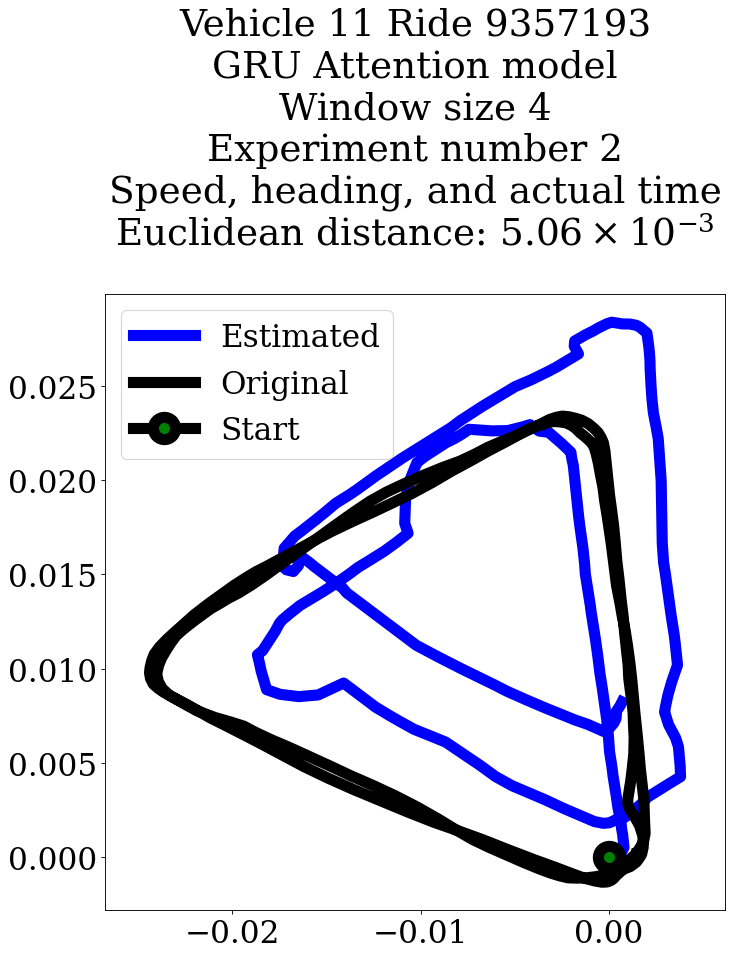 Vehicle 11 Ride 9357193
GRU Attention model
Window size 4
Experiment number 2
Speed, heading, and actual time
Euclidean distance: 5.06 × 10⁻³
Estimated
Original
Start
0.025
0.020
0.015
0.010
0.005
0.000
−0.02
−0.01
0.00